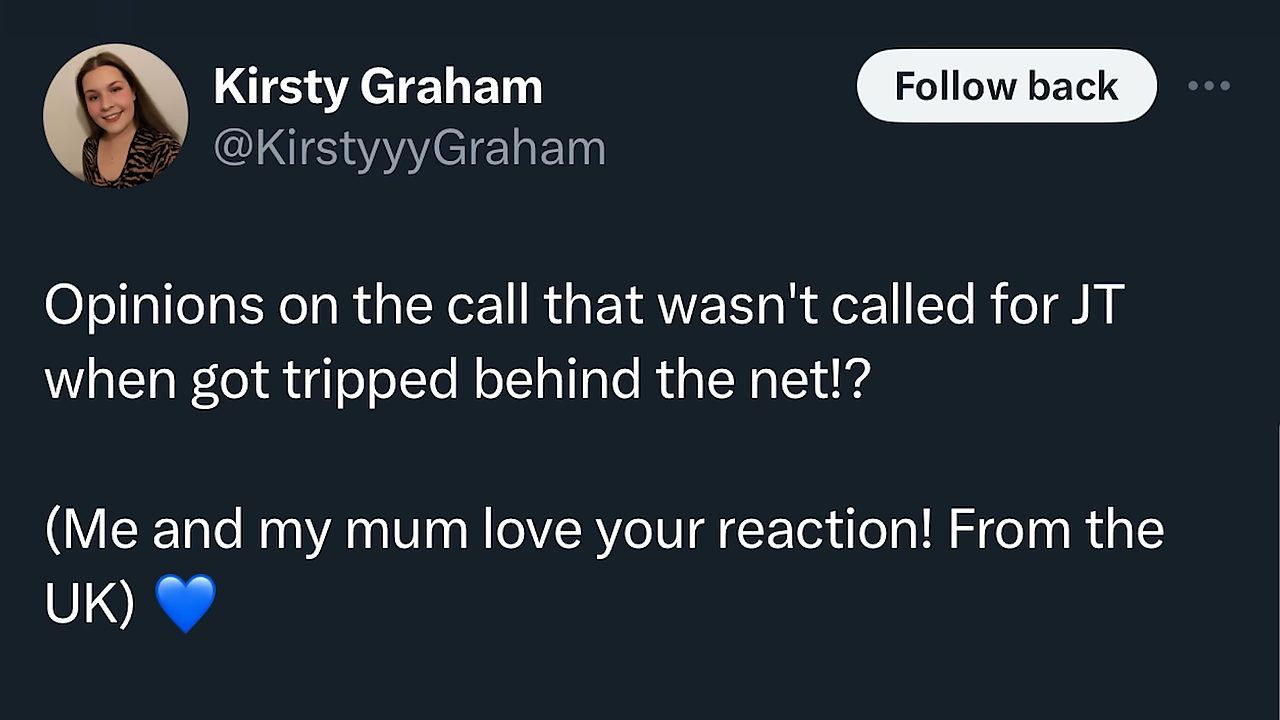 Kirsty Graham
@KirstyyyGraham
Follow back
Opinions on the call that wasn't called for JT
when got tripped behind the net!?
(Me and my mum love your reaction! From the
UK) 💙